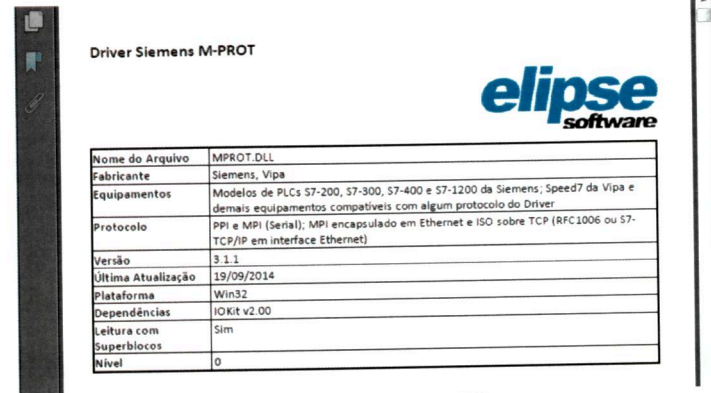 Driver Siemens M-PROT
elipse
software
Nome do Arquivo MPROT.DLL
Fabricante Siemens, Vipa
Equipamentos Modelos de PLCs S7-200, S7-300, S7-400 e S7-1200 da Siemens; Speed7 da Vipa e
demais equipamentos compatíveis com algum protocolo do Driver
Protocolo PPI e MPI (Serial); MPI encapsulado em Ethernet e ISO sobre TCP (RFC1006 ou S7-
TCP/IP em interface Ethernet)
Versão 3.1.1
Última Atualização 19/09/2014
Plataforma Win32
Dependências IOKit v2.00
Leitura com Sim
Superblocos
Nível 0